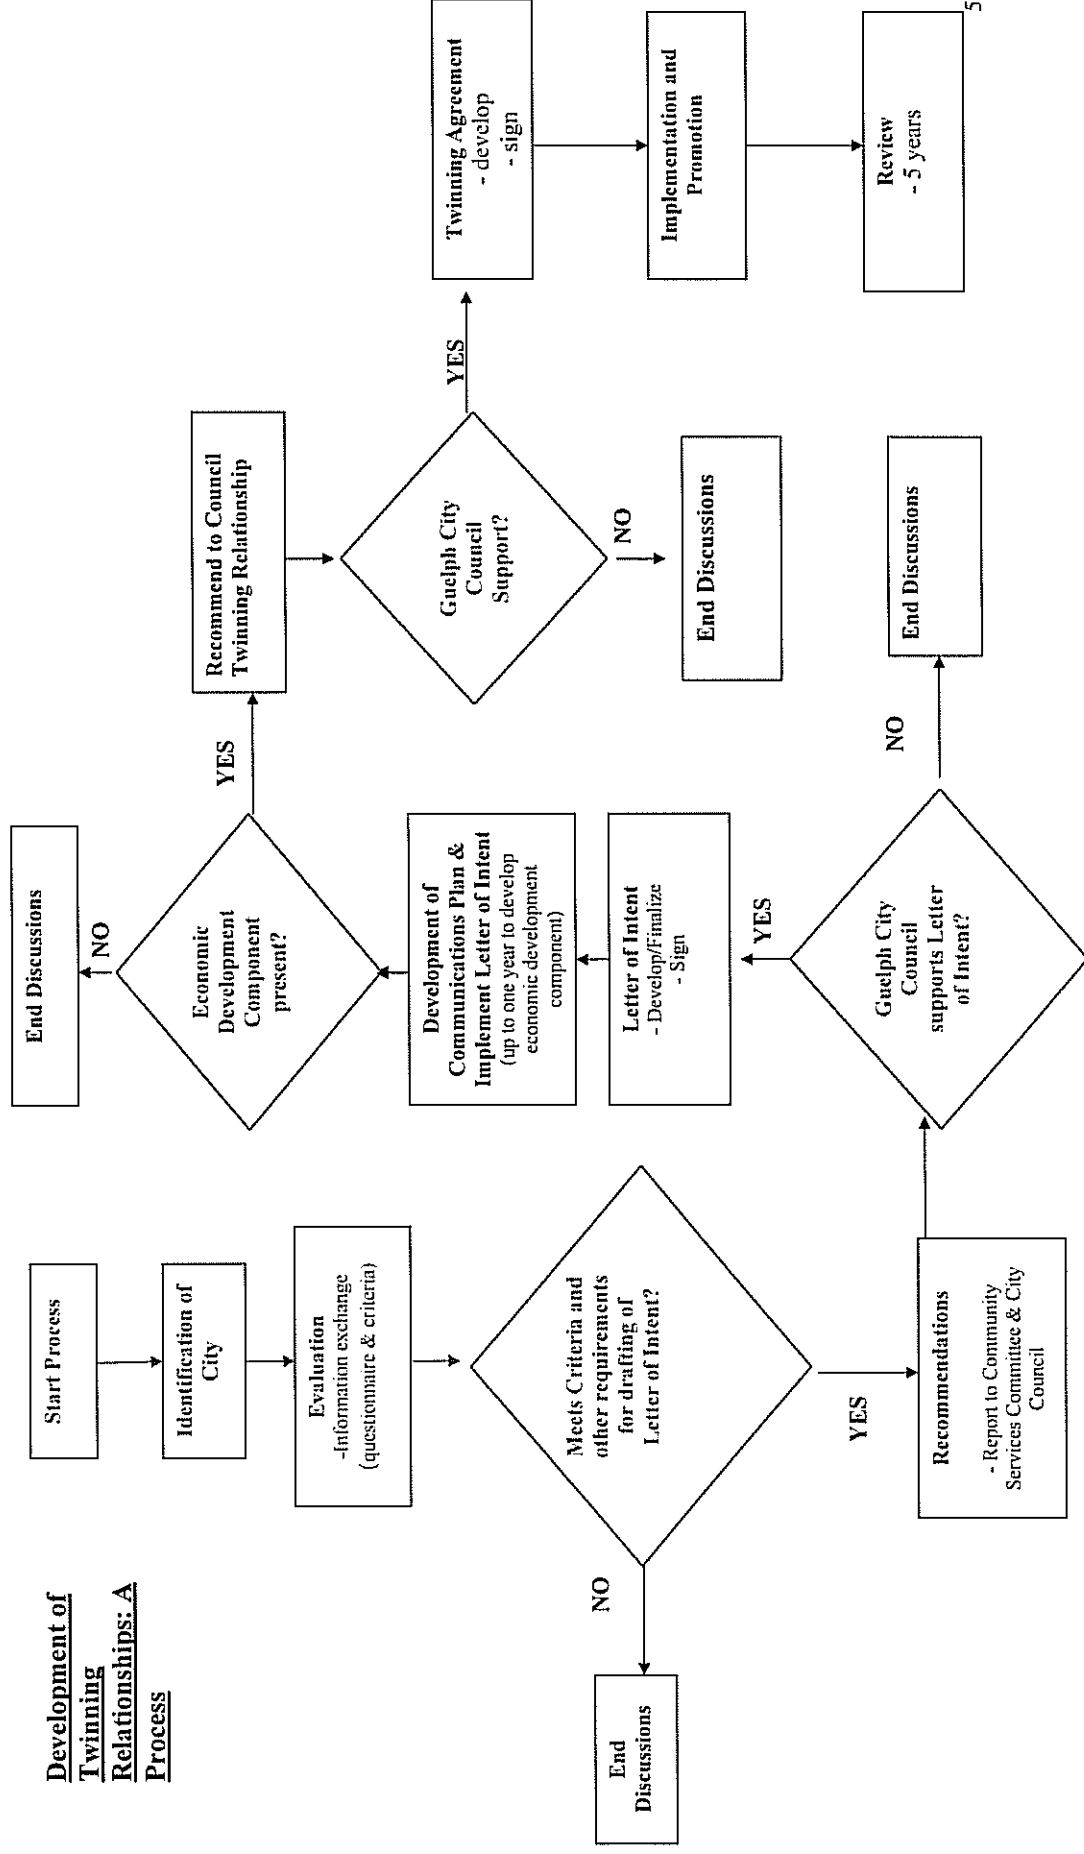 Development of
Twinning
Relationships: A
Process
Start Process
Identification of
City
Evaluation
-Information exchange
(questionnaire & criteria)
Meets Criteria and
other requirements
for drafting of
Letter of Intent?
NO
End
Discussions
YES
Recommendations
- Report to Community
Services Committee & City
Council
Guelph City
Council
supports Letter
of Intent?
NO
End Discussions
YES
Letter of Intent
- Develop/Finalize
- Sign
Development of
Communications Plan &
Implement Letter of Intent
(up to one year to develop
economic development
component)
Economic
Development
Component
present?
NO
End Discussions
YES
Recommend to Council
Twinning Relationship
Guelph City
Council
Support?
NO
End Discussions
YES
Twinning Agreement
- develop
- sign
Implementation and
Promotion
Review
- 5 years
5